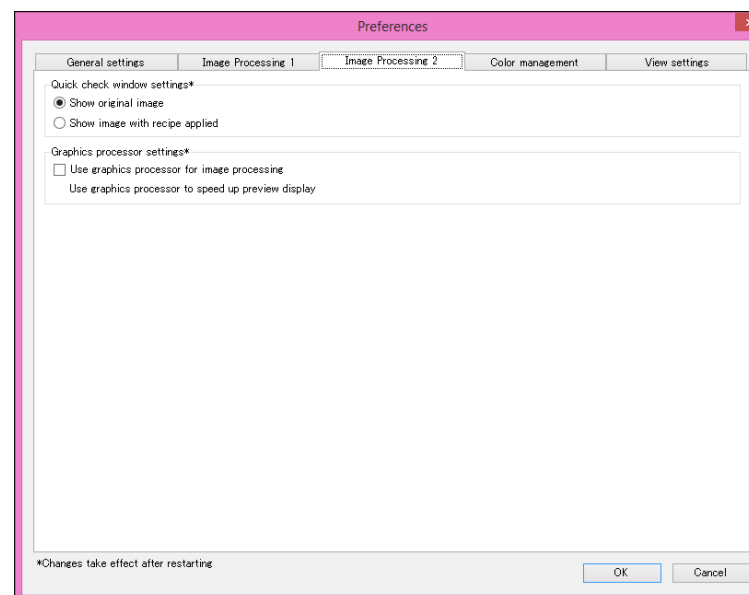 Preferences
General settings
Image Processing 1
Image Processing 2
Color management
View settings
Quick check window settings*
Show original image
Show image with recipe applied
Graphics processor settings*
Use graphics processor for image processing
Use graphics processor to speed up preview display
*Changes take effect after restarting
OK
Cancel